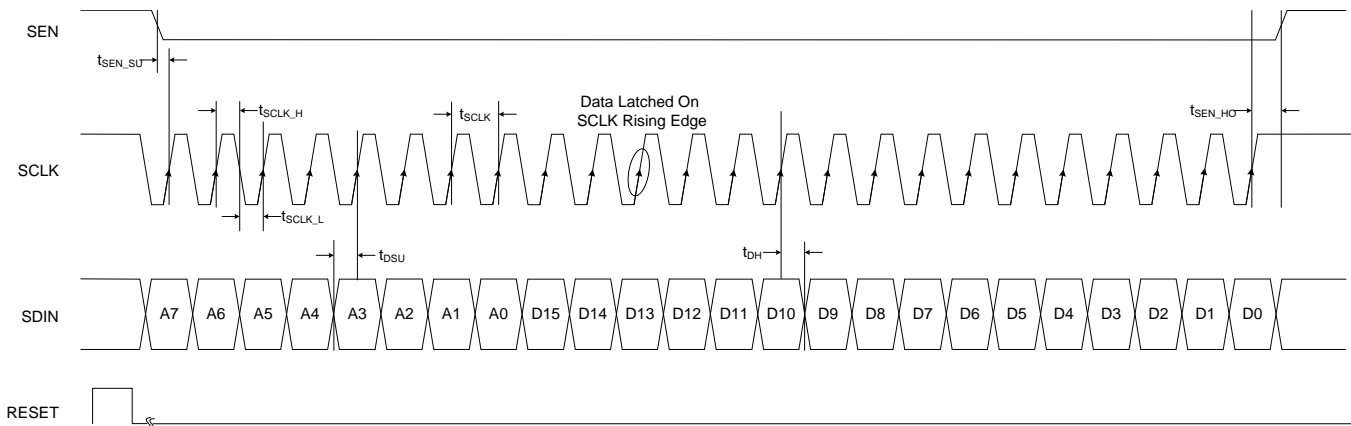 SEN
tSEN_SU
tSCLK_H
tSCLK
Data Latched On
SCLK Rising Edge
tSEN_HO
SCLK
tSCLK_L
tDSU
tDH
SDIN
A7 A6 A5 A4 A3 A2 A1 A0 D15 D14 D13 D12 D11 D10 D9 D8 D7 D6 D5 D4 D3 D2 D1 D0
RESET